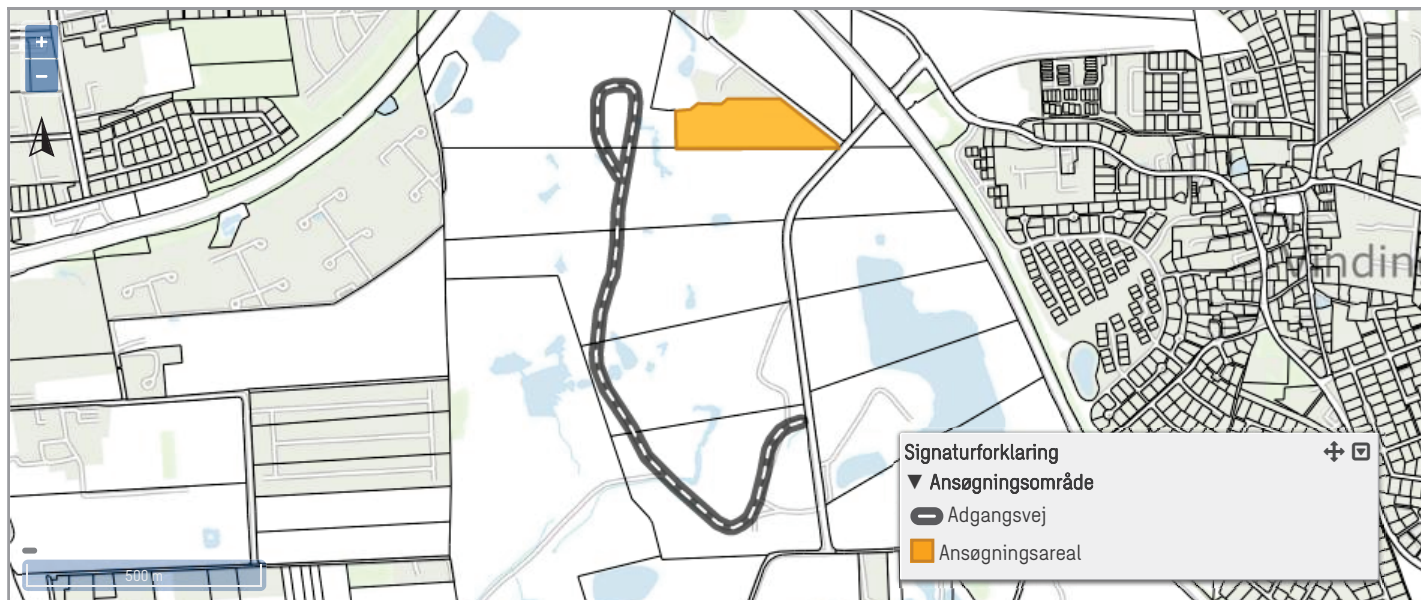 +
−
Signaturforklaring
▼ Ansøgningsområde
Adgangsvej
Ansøgningsareal
500 m